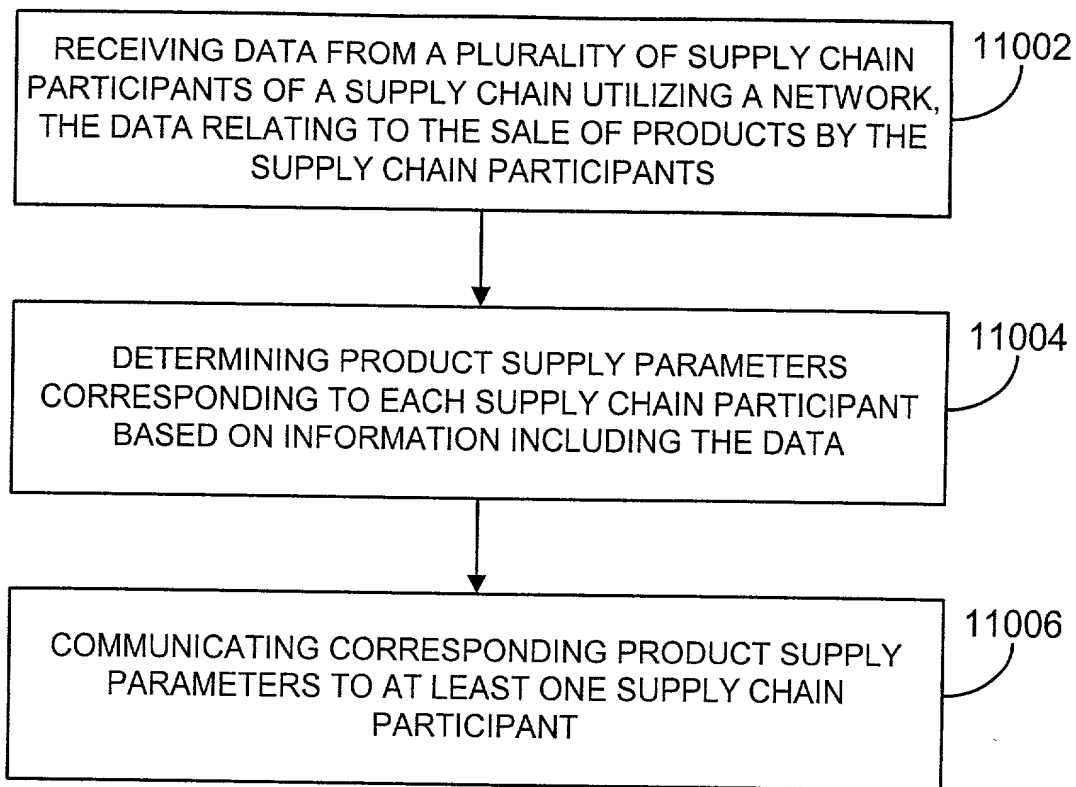 RECEIVING DATA FROM A PLURALITY OF SUPPLY CHAIN
PARTICIPANTS OF A SUPPLY CHAIN UTILIZING A NETWORK,
THE DATA RELATING TO THE SALE OF PRODUCTS BY THE
SUPPLY CHAIN PARTICIPANTS
11002
DETERMINING PRODUCT SUPPLY PARAMETERS
CORRESPONDING TO EACH SUPPLY CHAIN PARTICIPANT
BASED ON INFORMATION INCLUDING THE DATA
11004
COMMUNICATING CORRESPONDING PRODUCT SUPPLY
PARAMETERS TO AT LEAST ONE SUPPLY CHAIN
PARTICIPANT
11006